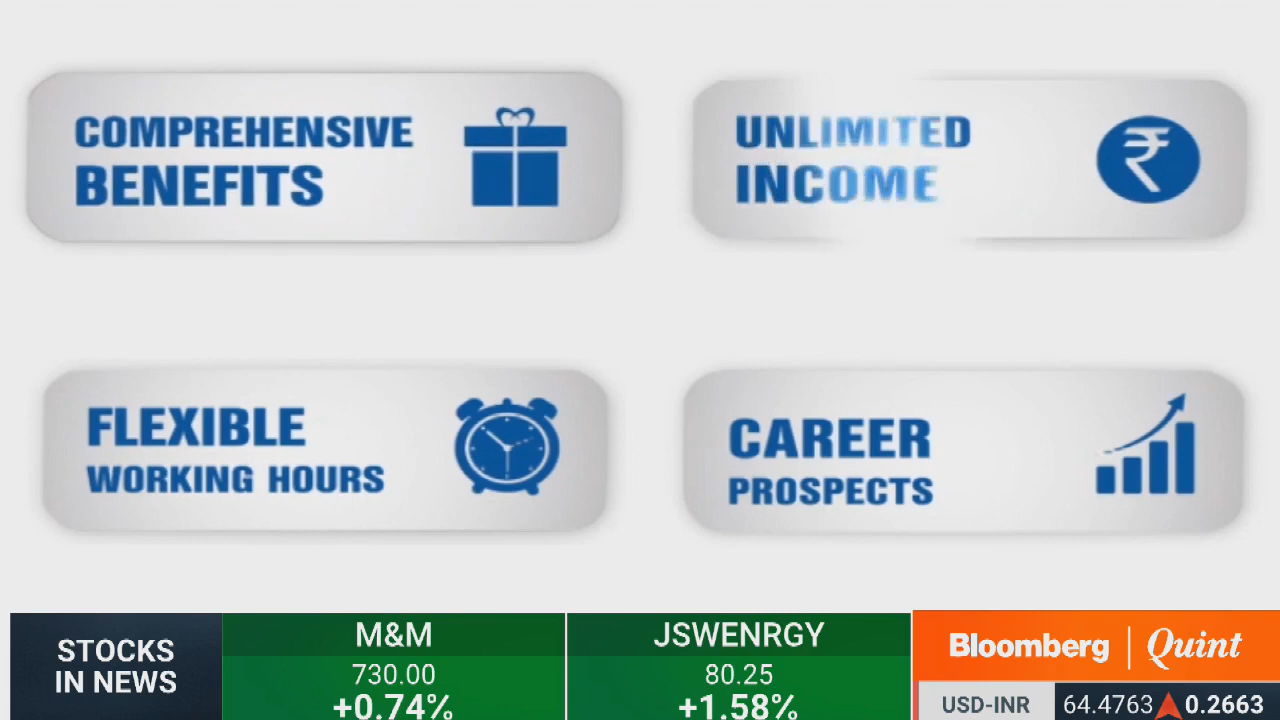 COMPREHENSIVE
BENEFITS
UNLIMITED
INCOME
FLEXIBLE
WORKING HOURS
CAREER
PROSPECTS
STOCKS
IN NEWS
M&M
730.00
+0.74%
JSWENRGY
80.25
+1.58%
Bloomberg | Quint
USD-INR 64.4763 0.2663